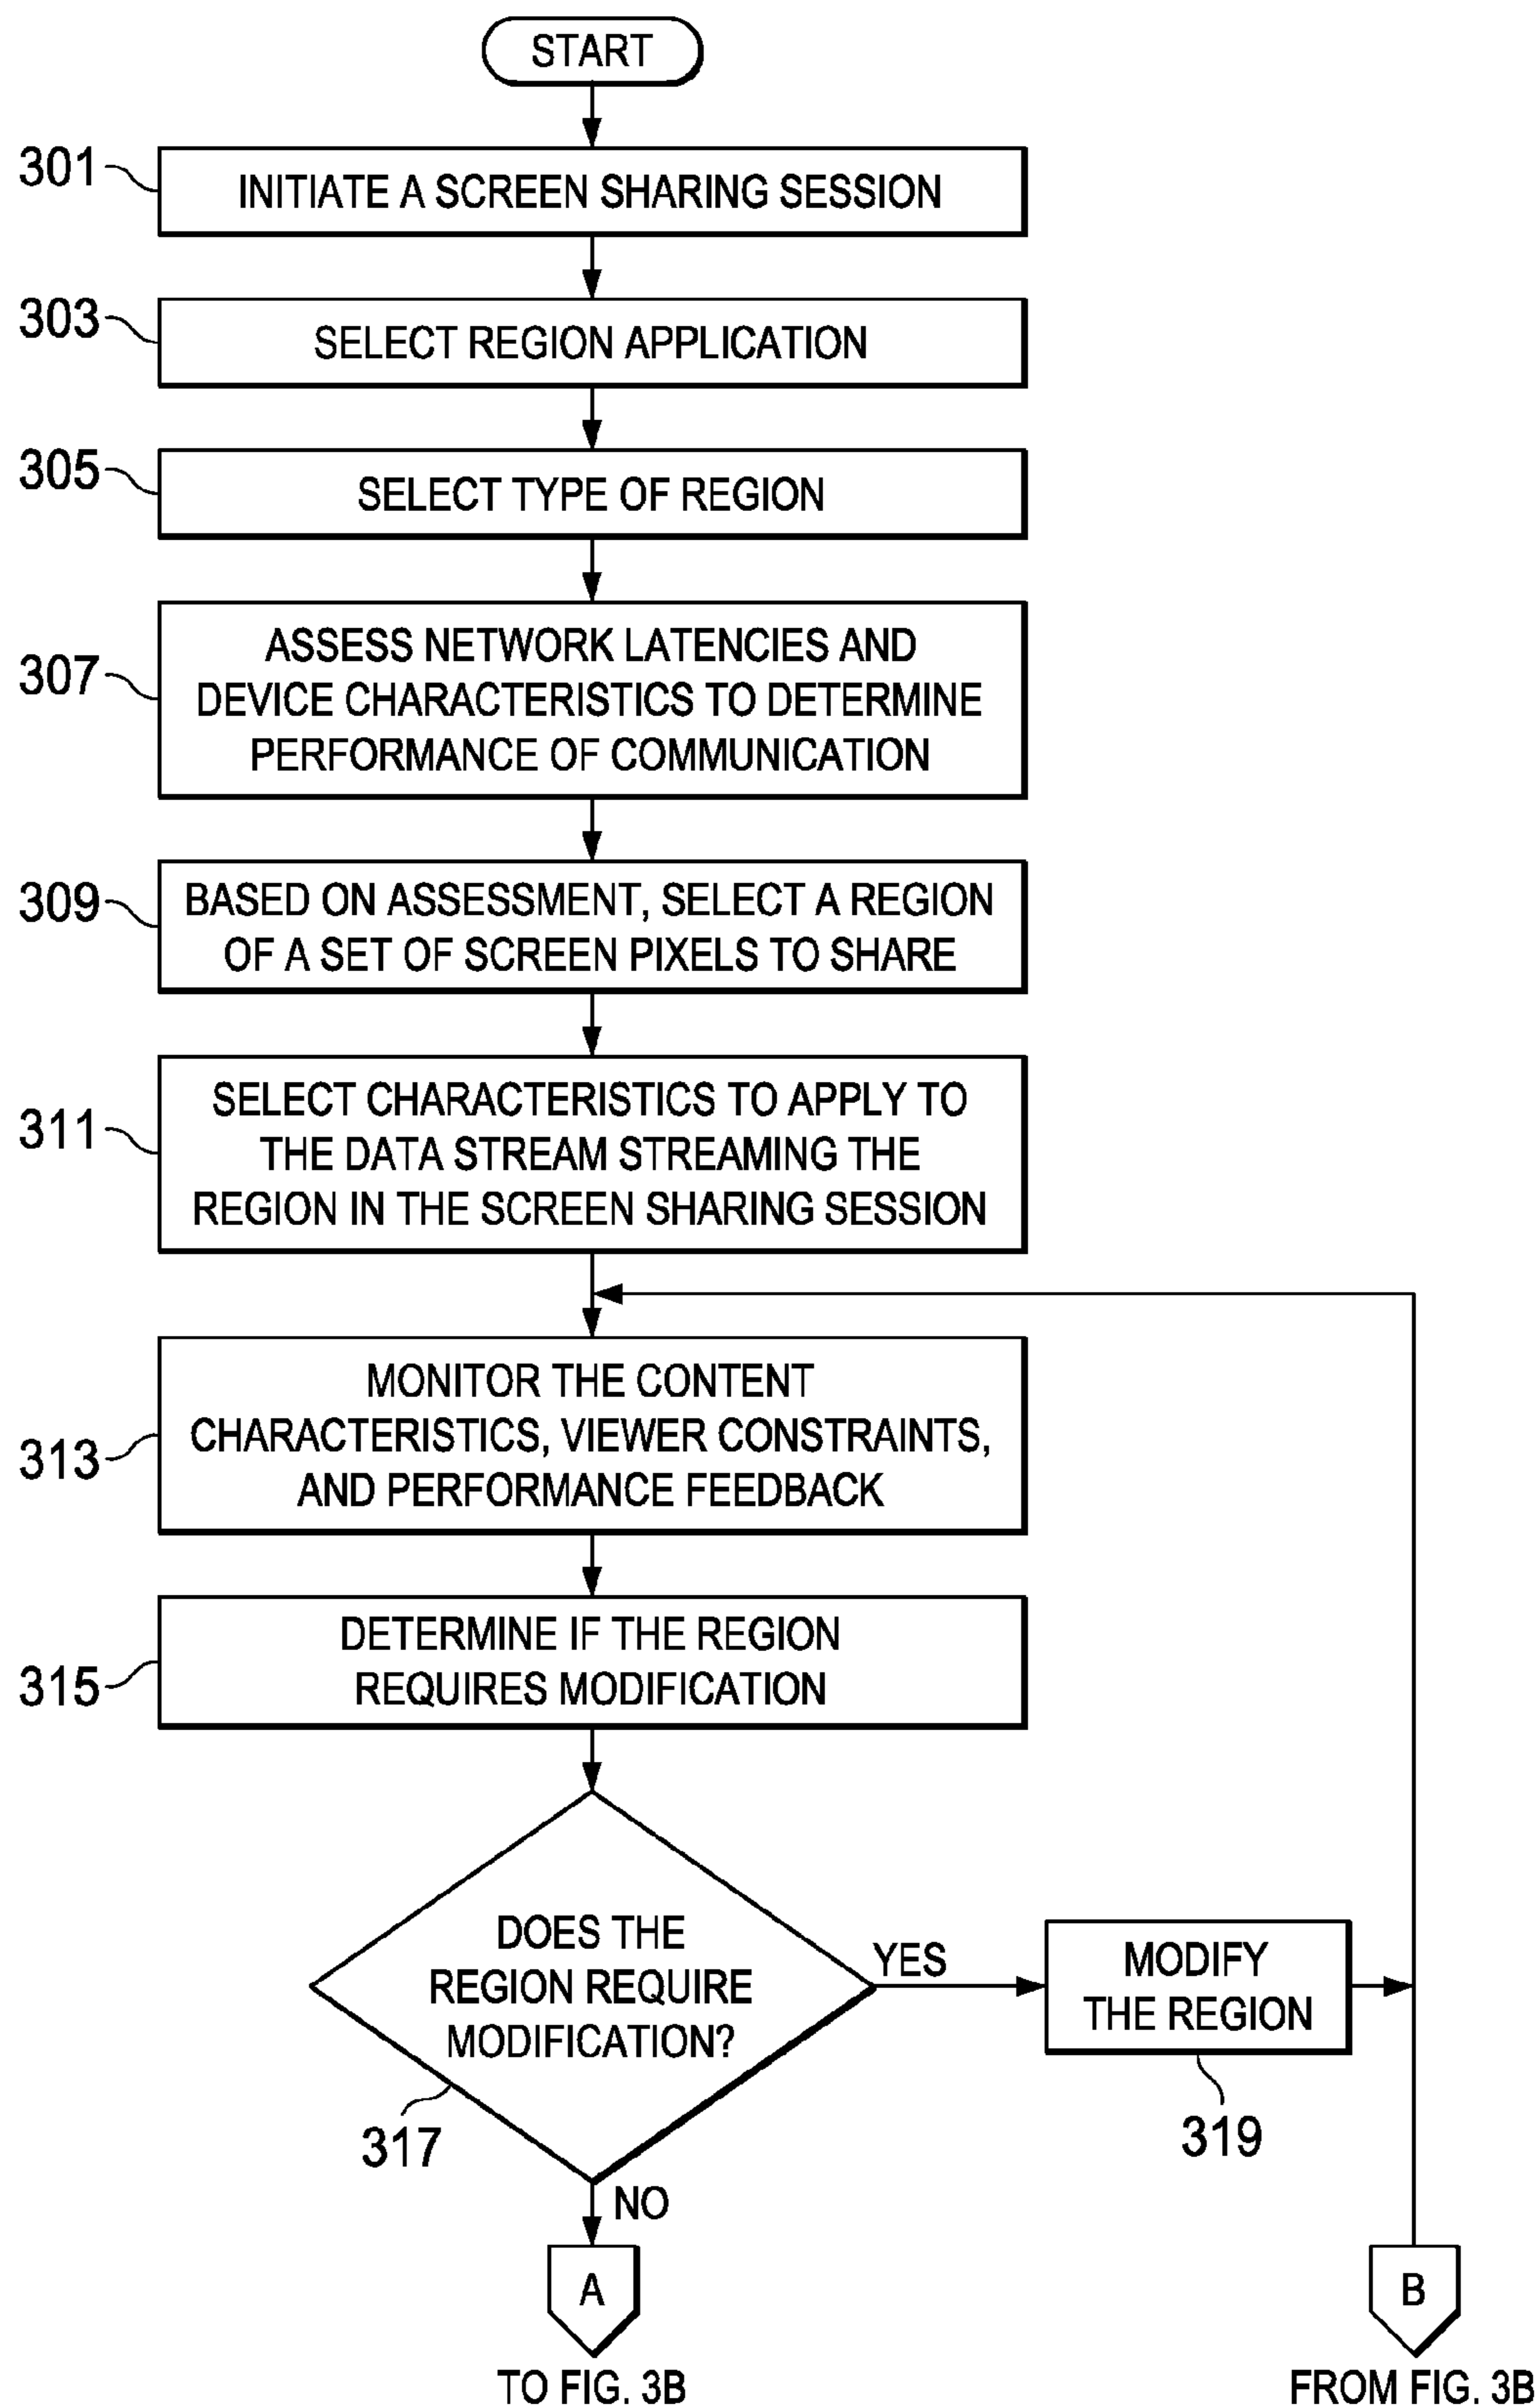 START
301
INITIATE A SCREEN SHARING SESSION
303
SELECT REGION APPLICATION
305
SELECT TYPE OF REGION
307
ASSESS NETWORK LATENCIES AND
DEVICE CHARACTERISTICS TO DETERMINE
PERFORMANCE OF COMMUNICATION
309
BASED ON ASSESSMENT, SELECT A REGION
OF A SET OF SCREEN PIXELS TO SHARE
311
SELECT CHARACTERISTICS TO APPLY TO
THE DATA STREAM STREAMING THE
REGION IN THE SCREEN SHARING SESSION
313
MONITOR THE CONTENT
CHARACTERISTICS, VIEWER CONSTRAINTS,
AND PERFORMANCE FEEDBACK
315
DETERMINE IF THE REGION
REQUIRES MODIFICATION
DOES THE
REGION REQUIRE
MODIFICATION?
317
YES
MODIFY
THE REGION
319
NO
A
TO FIG. 3B
B
FROM FIG. 3B